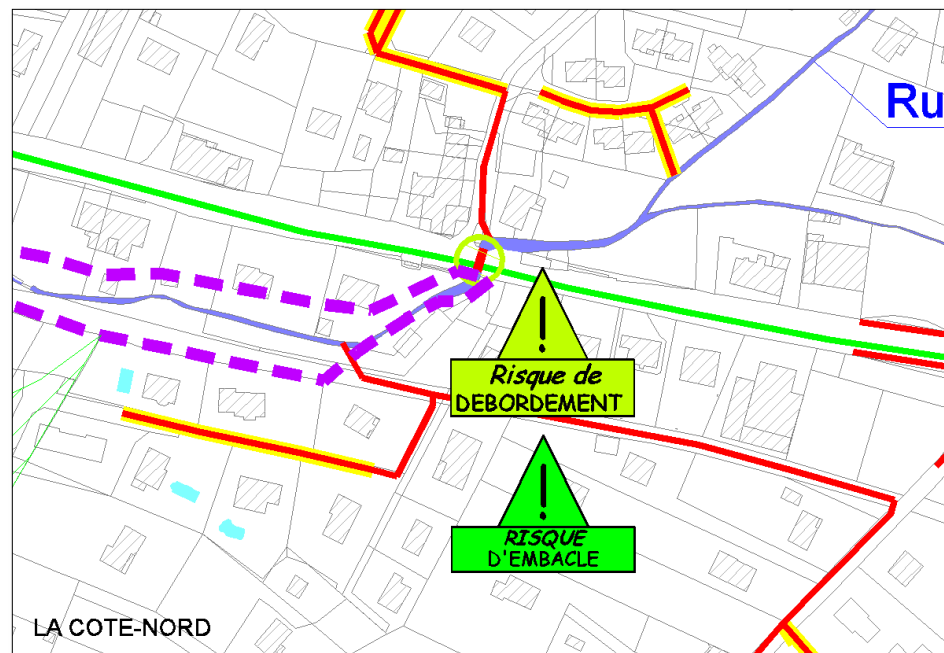 Ru
!
Risque de
DEBORDEMENT
!
RISQUE
D'EMBACLE
LA COTE-NORD